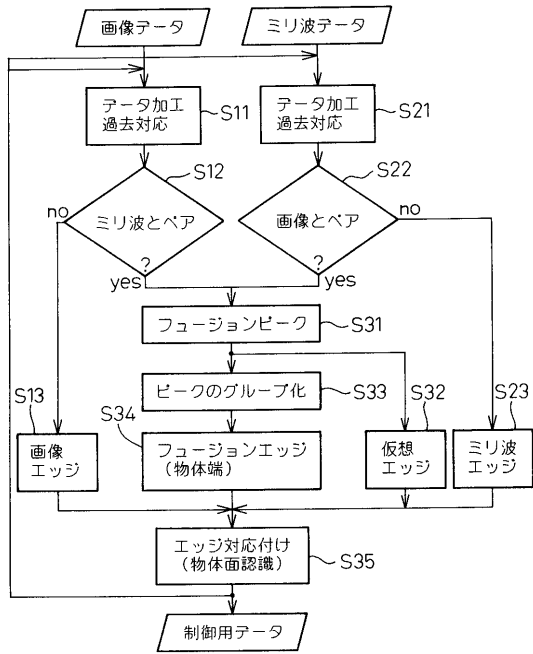 画像データ
ミリ波データ
データ加工
過去対応
S11
データ加工
過去対応
S21
S12
S22
no
ミリ波とペア
?
yes
画像とペア
?
yes
no
フュージョンピーク
S31
ピークのグループ化
S33
S13
画像
エッジ
S34
フュージョンエッジ
(物体端)
S32
仮想
エッジ
S23
ミリ波
エッジ
エッジ対応付け
(物体面認識)
S35
制御用データ